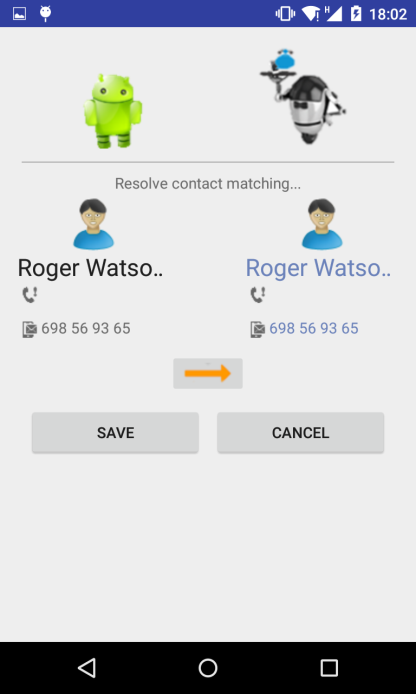 H 18:02
Resolve contact matching...
Roger Watso.. Roger Watso..
698 56 93 65 698 56 93 65
SAVE CANCEL